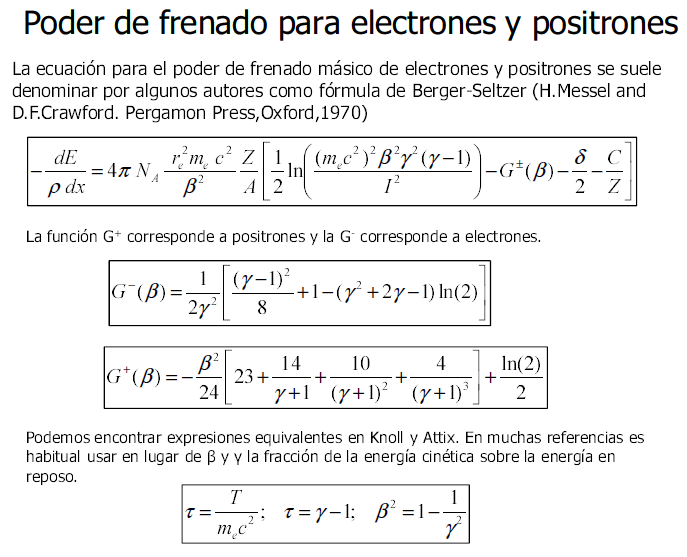 Poder de frenado para electrones y positrones
La ecuación para el poder de frenado másico de electrones y positrones se suele
denominar por algunos autores como fórmula de Berger-Seltzer (H.Messel and
D.F.Crawford. Pergamon Press,Oxford,1970)
-\frac{dE}{\rho dx} = 4\pi N_A \frac{r_e^2 m_e c^2}{\beta^2} \frac{Z}{A} \left[ \frac{1}{2} \ln\left( \frac{(m_e c^2)^2 \beta^2 \gamma^2 (\gamma-1)}{I^2} \right) - G^{\pm}(\beta) - \frac{\delta}{2} - \frac{C}{Z} \right]
La función G⁺ corresponde a positrones y la G⁻ corresponde a electrones.
G^-(\beta) = \frac{1}{2\gamma^2} \left[ \frac{(\gamma-1)^2}{8} + 1 - (\gamma^2 + 2\gamma - 1) \ln(2) \right]
G^+(\beta) = -\frac{\beta^2}{24} \left[ 23 + \frac{14}{\gamma+1} + \frac{10}{(\gamma+1)^2} + \frac{4}{(\gamma+1)^3} \right] + \frac{\ln(2)}{2}
Podemos encontrar expresiones equivalentes en Knoll y Attix. En muchas referencias es
habitual usar en lugar de β y γ la fracción de la energía cinética sobre la energía en
reposo.
\tau = \frac{T}{m_e c^2}; \tau = \gamma - 1; \beta^2 = 1 - \frac{1}{\gamma^2}